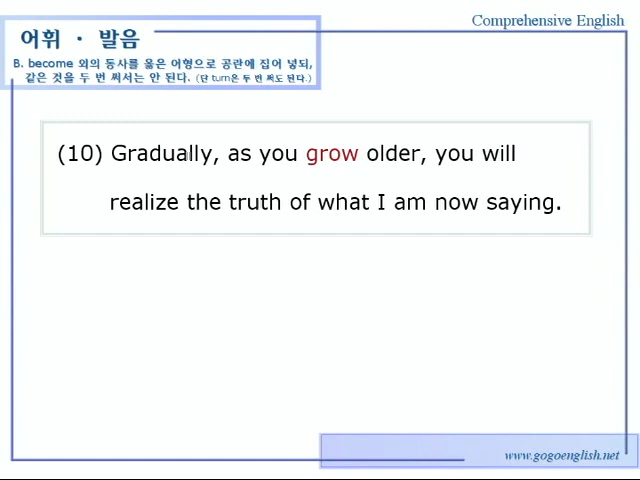 Comprehensive English
어휘 · 발음
B. become 외의 동사를 옳은 어형으로 공란에 집어 넣되,
같은 것을 두 번 써서는 안 된다. (단 turn은 두 번 써도 된다.)
(10) Gradually, as you grow older, you will
realize the truth of what I am now saying.
www.gogoenglish.net